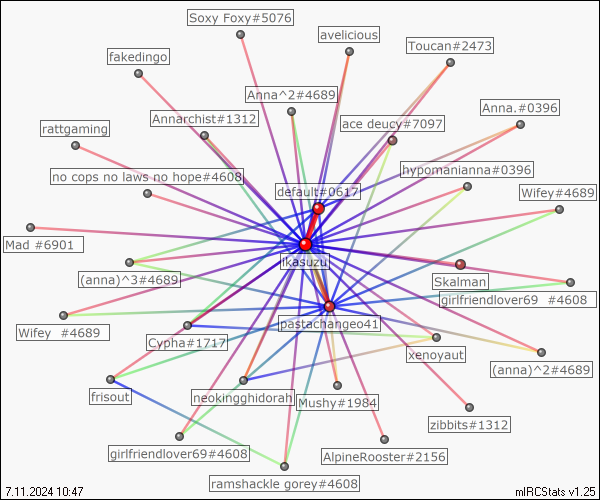 Soxy Foxy#5076
avelicious
Toucan#2473
fakedingo
Anna^2#4689
Anna.#0396
Annarchist#1312
ace deucy#7097
rattgaming
no cops no laws no hope#4608
hypomanianna#0396
default#0617
Wifey#4689
Mad #6901
ikasuzu
(anna)^3#4689
Skalman
girlfriendlover69 #4608
Wifey #4689
pastachangeo41
Cypha#1717
xenoyaut
(anna)^2#4689
frisout
neokingghidorah
Mushy#1984
zibbits#1312
girlfriendlover69#4608
AlpineRooster#2156
ramshackle gorey#4608
7.11.2024 10:47
mIRCStats v1.25